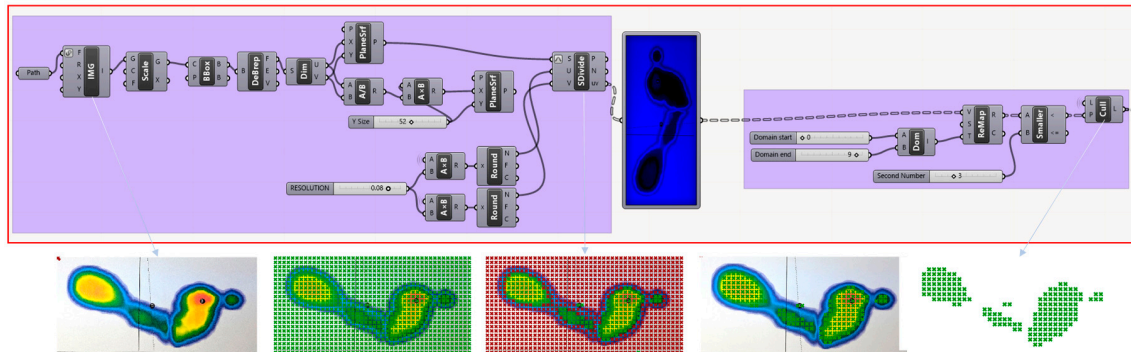 Path
F
R
X
Y
IMG
I
G
C
F
Scale
G
X
C
P
BBox
B
B
B
DeBrep
F
E
V
S
Dim
U
V
P
X
Y
PlaneSrf
P
A
B
A/B
R
A
B
A×B
R
P
X
Y
PlaneSrf
P
Y Size
52
RESOLUTION
0.08
A
B
A×B
R
x
Round
N
F
C
A
B
A×B
R
x
Round
N
F
C
S
U
V
SDivide
P
N
uv
Domain start
0
Domain end
9
A
B
Dom
I
V
S
T
ReMap
R
C
Second Number
3
A
B
Smaller
<
<=
L
P
Cull
L